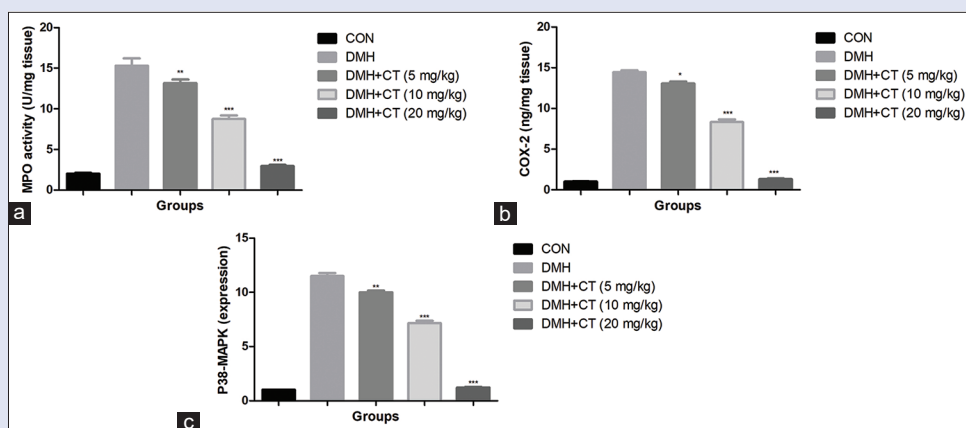 MPO activity (U/mg tissue)
20
15
10
5
0
**
***
***
Groups
CON
DMH
DMH+CT (5 mg/kg)
DMH+CT (10 mg/kg)
DMH+CT (20 mg/kg)
a
COX-2 (ng/mg tissue)
20
15
10
5
0
*
***
***
Groups
CON
DMH
DMH+CT (5 mg/kg)
DMH+CT (10 mg/kg)
DMH+CT (20 mg/kg)
b
P38-MAPK (expression)
15
10
5
0
**
***
***
Groups
CON
DMH
DMH+CT (5 mg/kg)
DMH+CT (10 mg/kg)
DMH+CT (20 mg/kg)
c